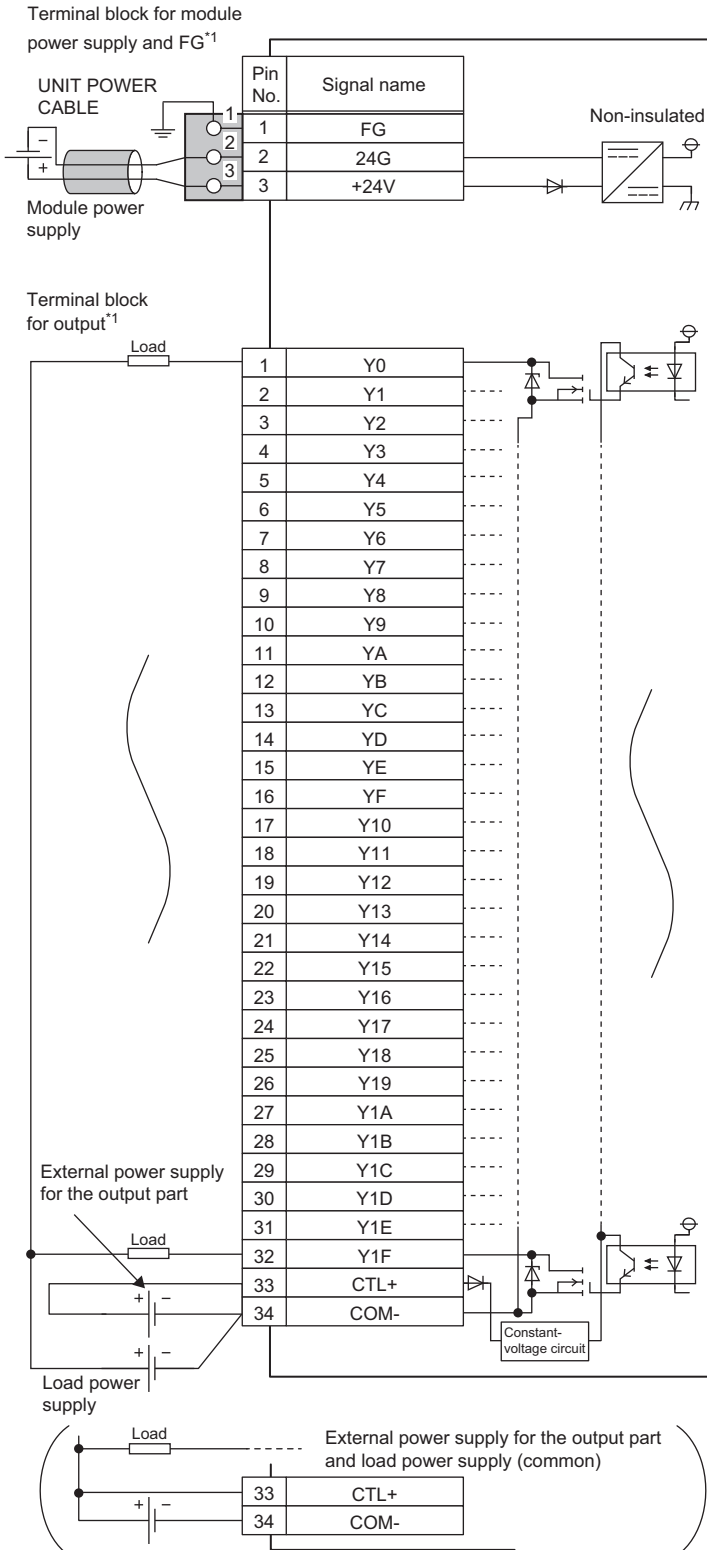 Terminal block for module
power supply and FG*1
UNIT POWER
CABLE
− +
Module power
supply
1
2
3
Pin
No. Signal name
1 FG
2 24G
3 +24V
Non-insulated
Terminal block
for output*1
Load
1 Y0
2 Y1
3 Y2
4 Y3
5 Y4
6 Y5
7 Y6
8 Y7
9 Y8
10 Y9
11 YA
12 YB
13 YC
14 YD
15 YE
16 YF
17 Y10
18 Y11
19 Y12
20 Y13
21 Y14
22 Y15
23 Y16
24 Y17
25 Y18
26 Y19
27 Y1A
28 Y1B
29 Y1C
30 Y1D
31 Y1E
32 Y1F
33 CTL+
34 COM-
External power supply
for the output part
Load
+ −
+ −
Load power
supply
Constant-
voltage circuit
Load
External power supply for the output part
and load power supply (common)
33 CTL+
34 COM-
+ −